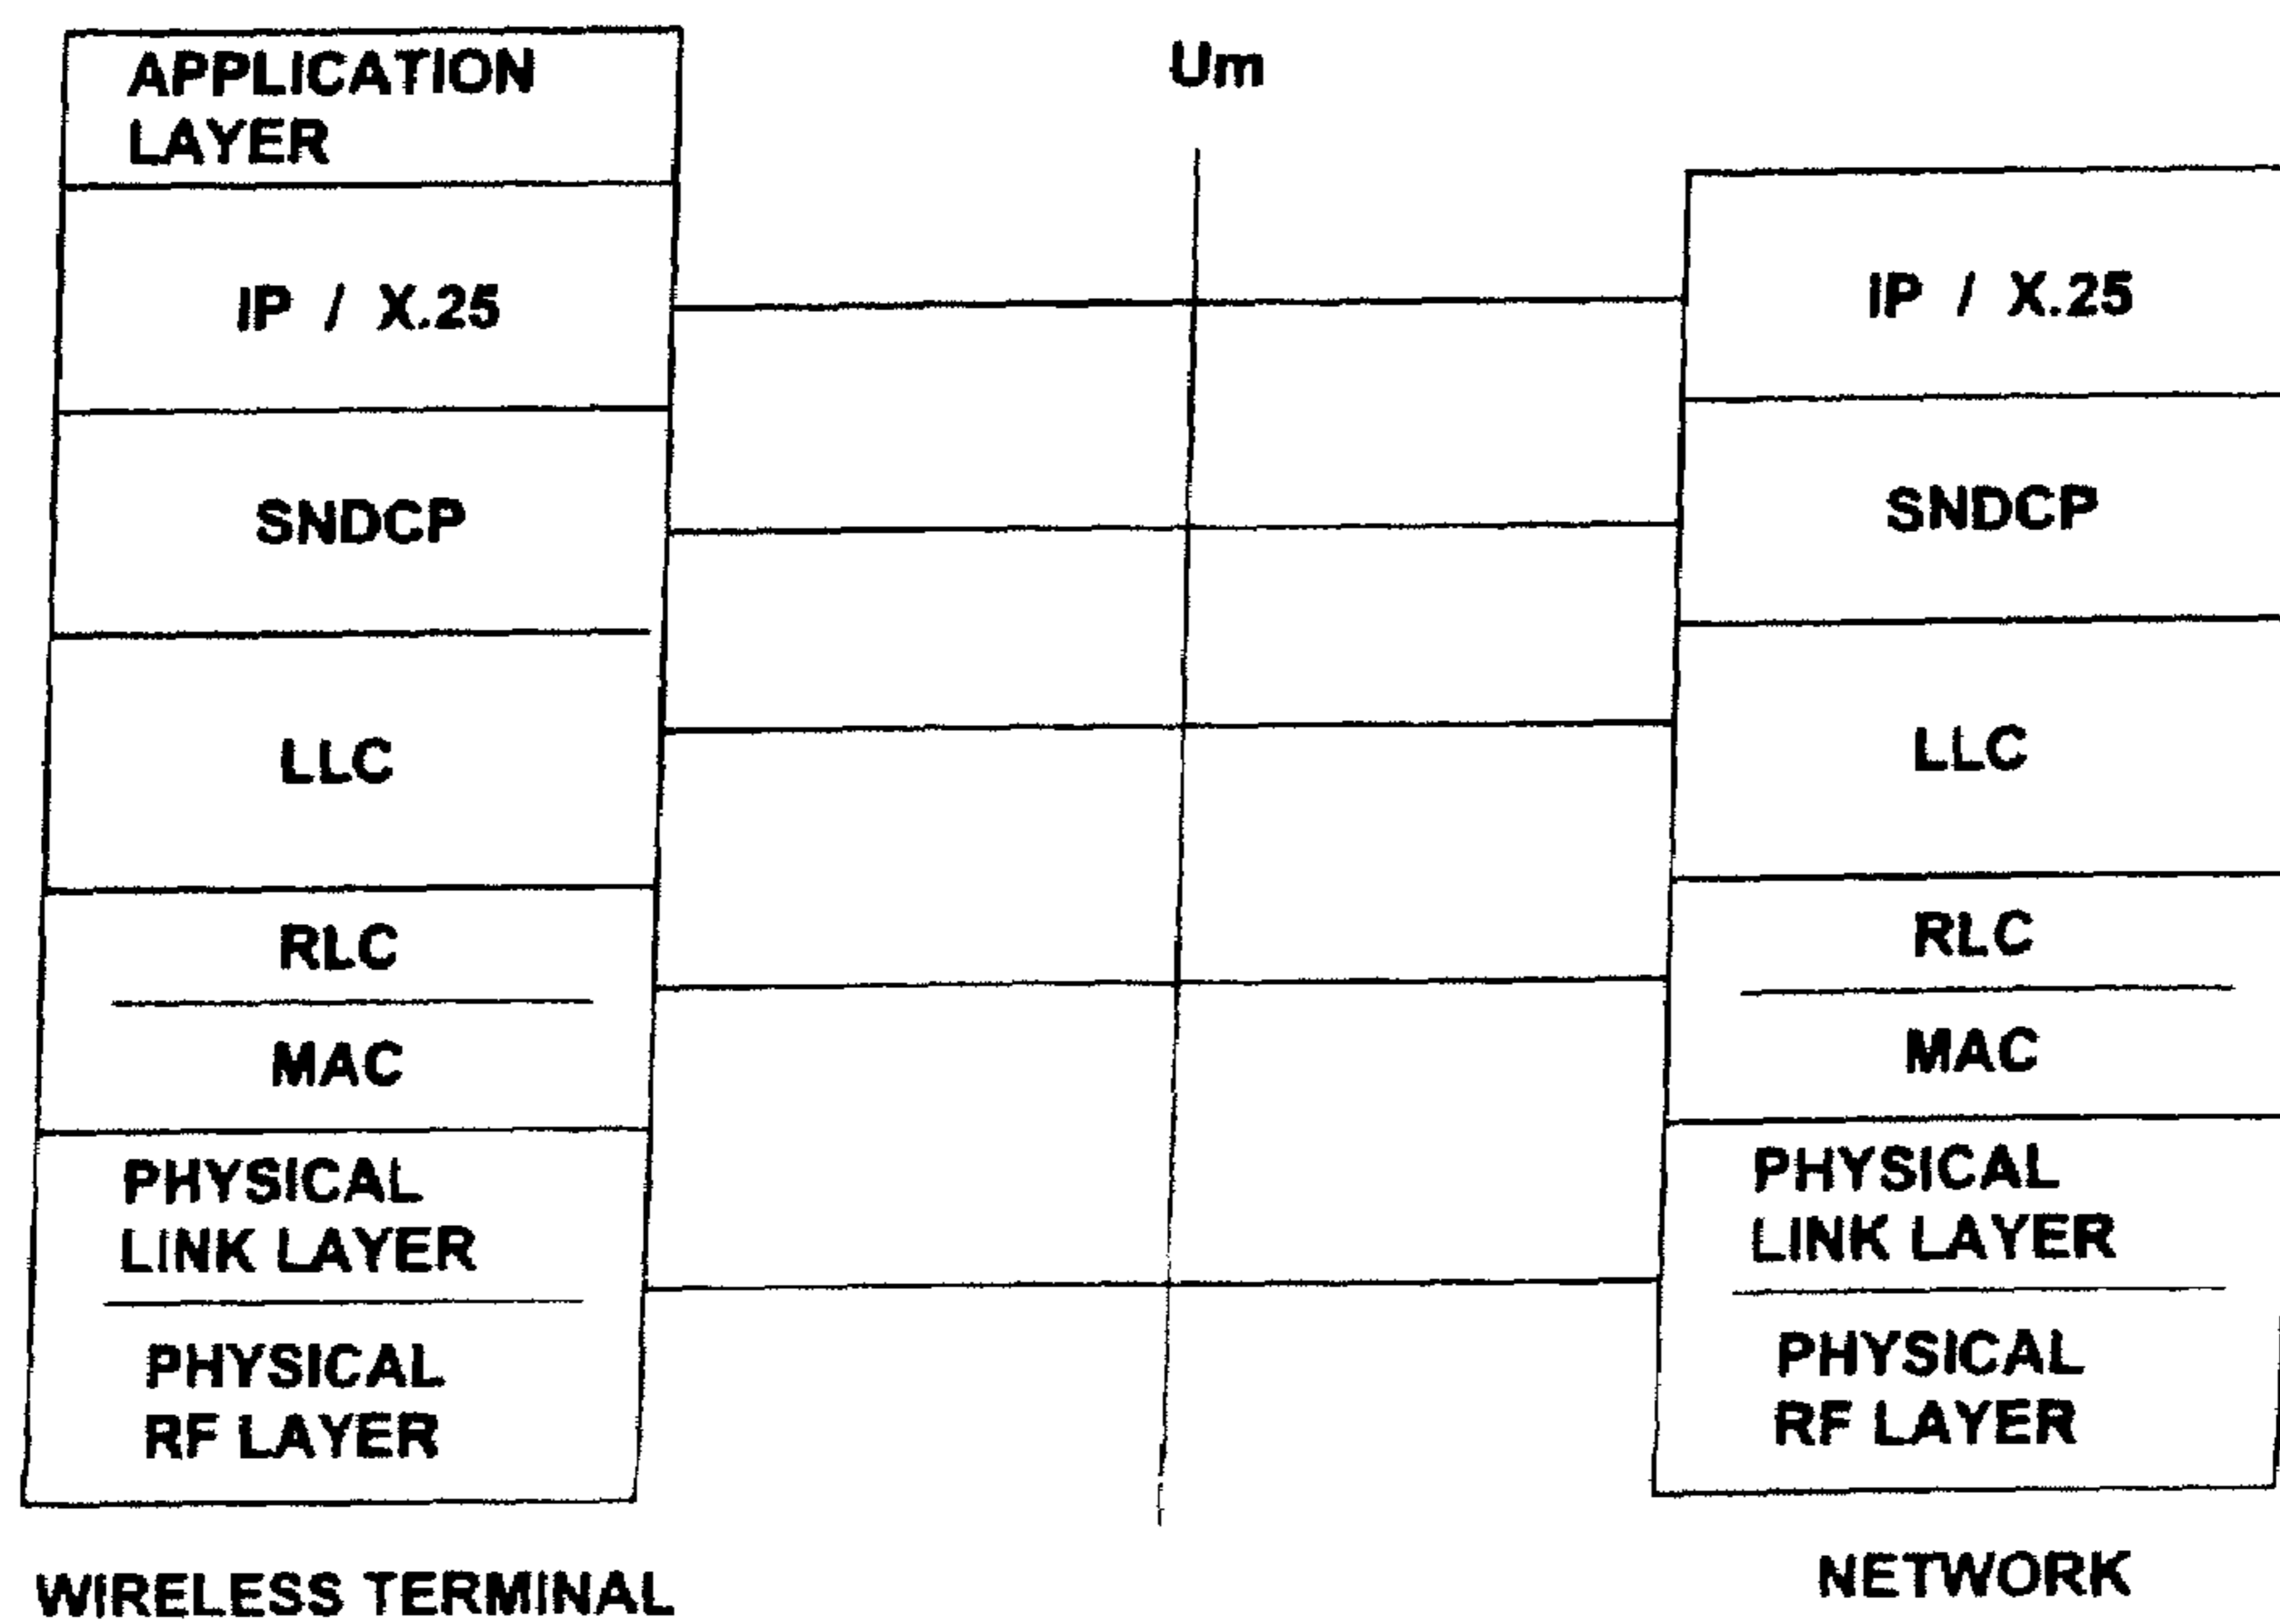 APPLICATION
LAYER
IP / X.25
SNDCP
LLC
RLC
MAC
PHYSICAL
LINK LAYER
PHYSICAL
RF LAYER
WIRELESS TERMINAL
Um
IP / X.25
SNDCP
LLC
RLC
MAC
PHYSICAL
LINK LAYER
PHYSICAL
RF LAYER
NETWORK